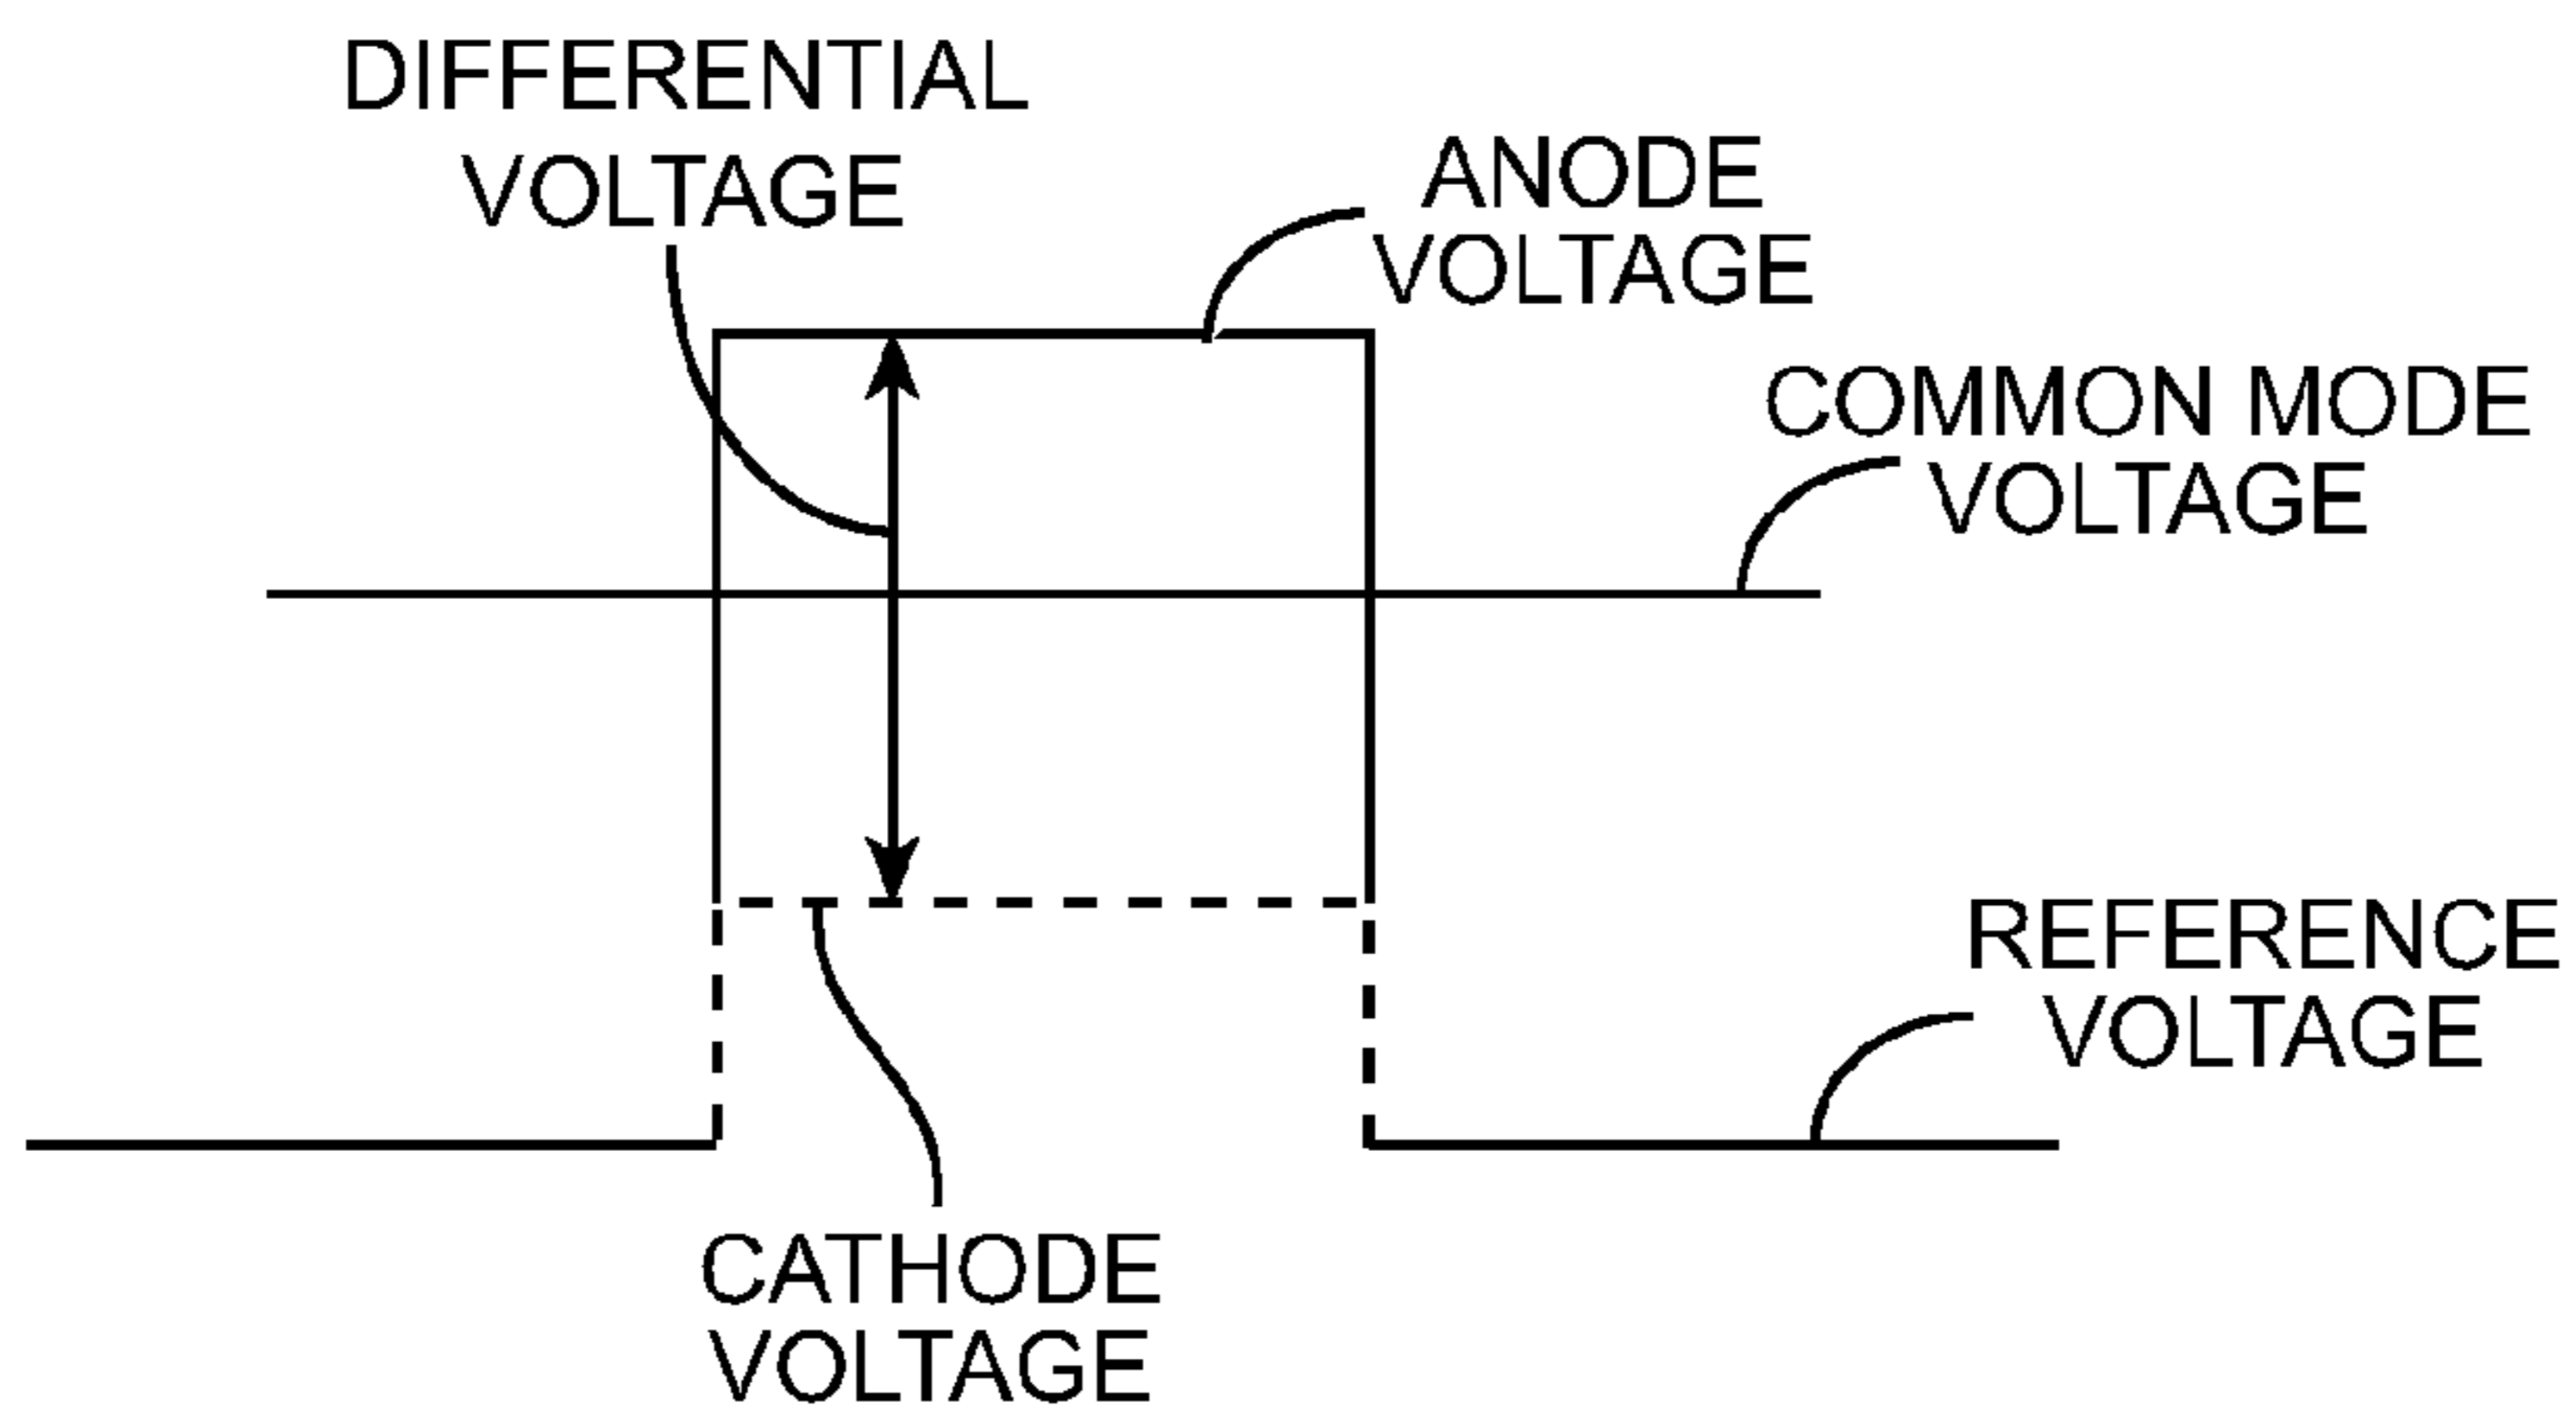 DIFFERENTIAL
VOLTAGE
ANODE
VOLTAGE
COMMON MODE
VOLTAGE
REFERENCE
VOLTAGE
CATHODE
VOLTAGE